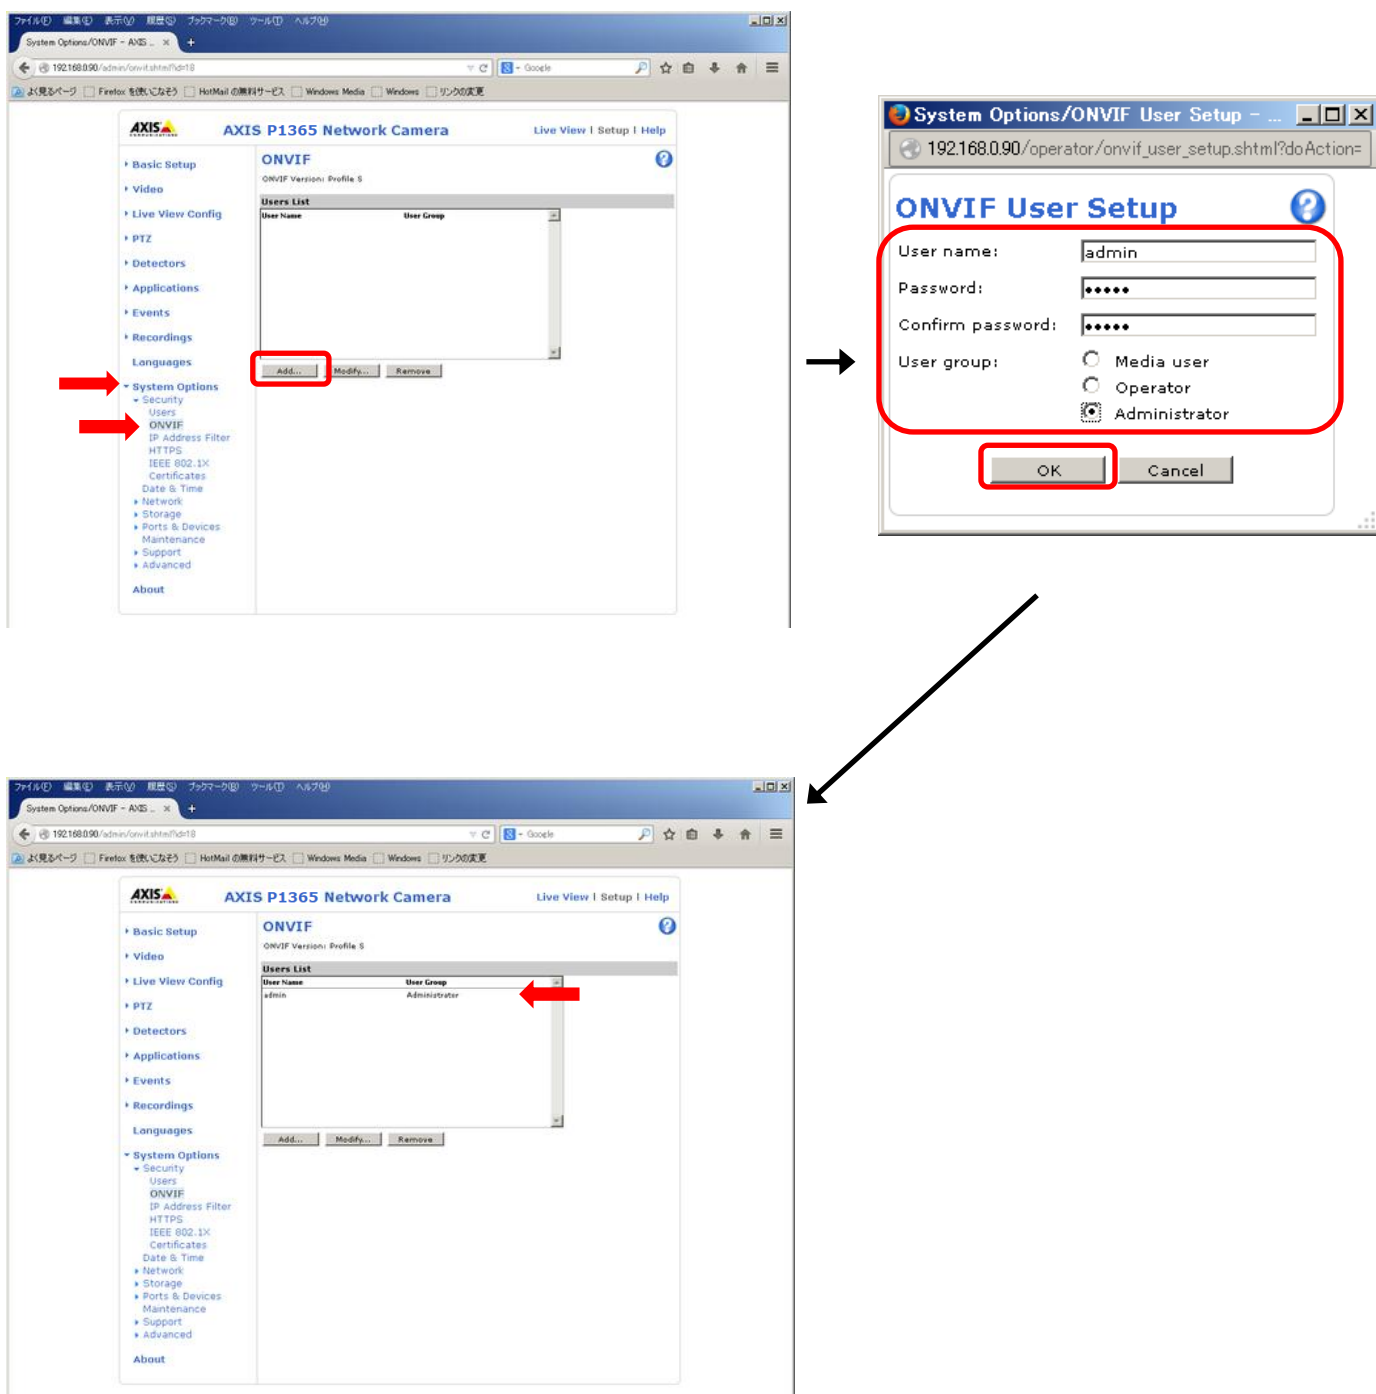 ファイル(F) 編集(E) 表示(V) 履歴(S) ブックマーク(B) ツール(T) ヘルプ(H)
System Options/ONVIF - AXIS ... × +
192.168.0.90/admin/onvif.shtml?id=18
Google
よく見るページ Firefox を使いこなそう HotMail の無料サービス Windows Media Windows リンクの変更
AXIS
COMMUNICATIONS
AXIS P1365 Network Camera
Live View | Setup | Help
Basic Setup
Video
Live View Config
PTZ
Detectors
Applications
Events
Recordings
Languages
System Options
Security
Users
ONVIF
IP Address Filter
HTTPS
IEEE 802.1X
Certificates
Date & Time
Network
Storage
Ports & Devices
Maintenance
Support
Advanced
About
ONVIF
ONVIF Version: Profile S
Users List
User Name User Group
Add... Modify... Remove
System Options/ONVIF User Setup - ...
192.168.0.90/operator/onvif_user_setup.shtml?doAction=
ONVIF User Setup
User name: admin
Password: •••••
Confirm password: •••••
User group: Media user
Operator
Administrator
OK Cancel
ファイル(F) 編集(E) 表示(V) 履歴(S) ブックマーク(B) ツール(T) ヘルプ(H)
System Options/ONVIF - AXIS ... × +
192.168.0.90/admin/onvif.shtml?id=18
Google
よく見るページ Firefox を使いこなそう HotMail の無料サービス Windows Media Windows リンクの変更
AXIS
COMMUNICATIONS
AXIS P1365 Network Camera
Live View | Setup | Help
Basic Setup
Video
Live View Config
PTZ
Detectors
Applications
Events
Recordings
Languages
System Options
Security
Users
ONVIF
IP Address Filter
HTTPS
IEEE 802.1X
Certificates
Date & Time
Network
Storage
Ports & Devices
Maintenance
Support
Advanced
About
ONVIF
ONVIF Version: Profile S
Users List
User Name User Group
admin Administrator
Add... Modify... Remove